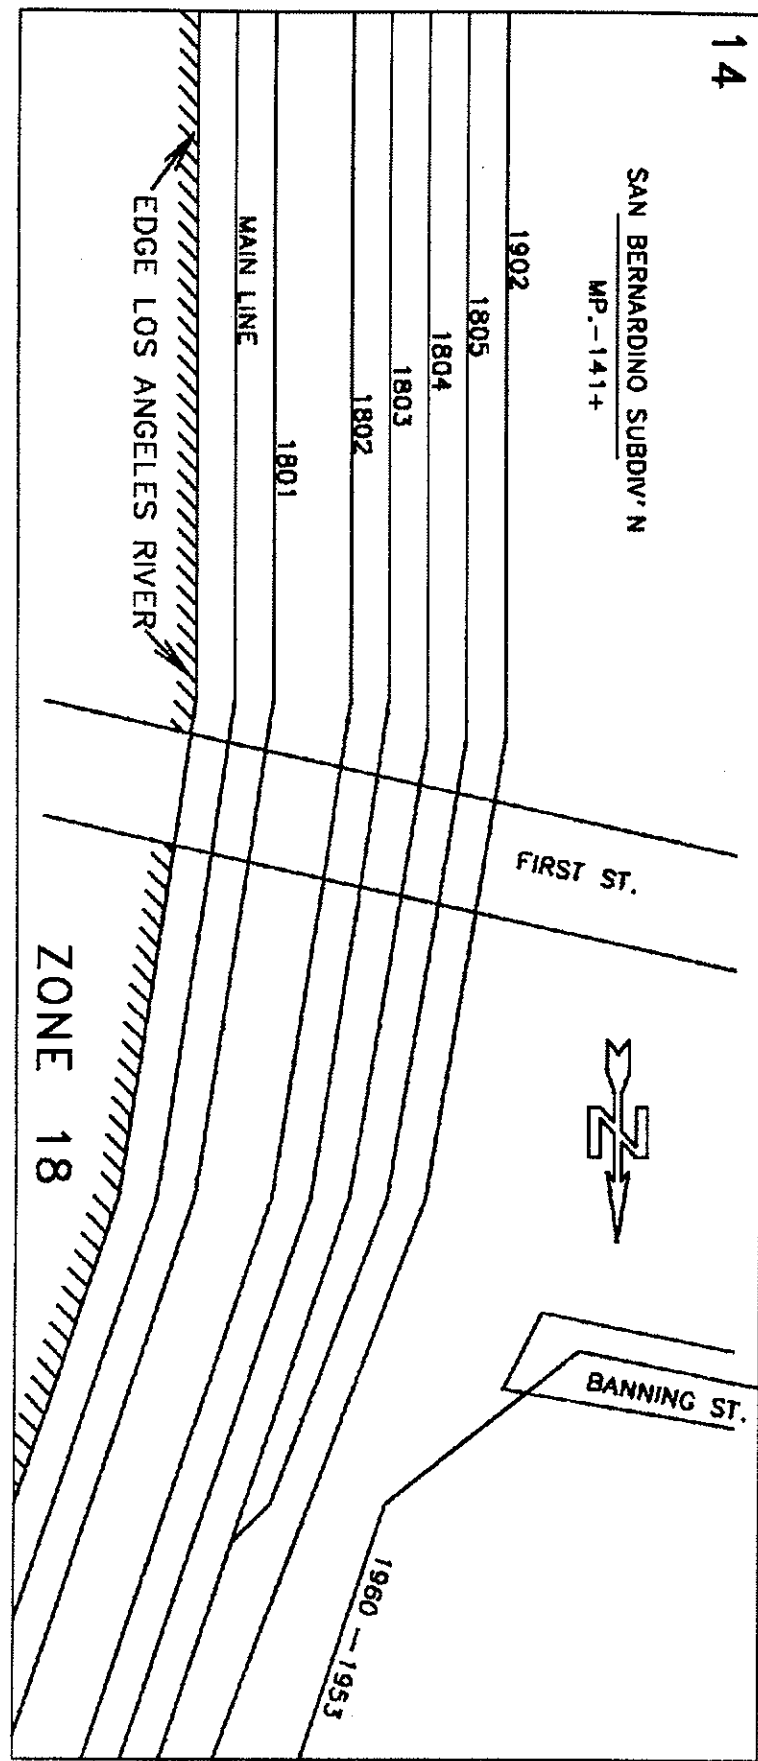 14
SAN BERNARDINO SUBDIV'N
MP.-141+
1902
1805
1804
1803
1802
1801
MAIN LINE
EDGE LOS ANGELES RIVER
FIRST ST.
N
BANNING ST.
1960-1953
ZONE 18